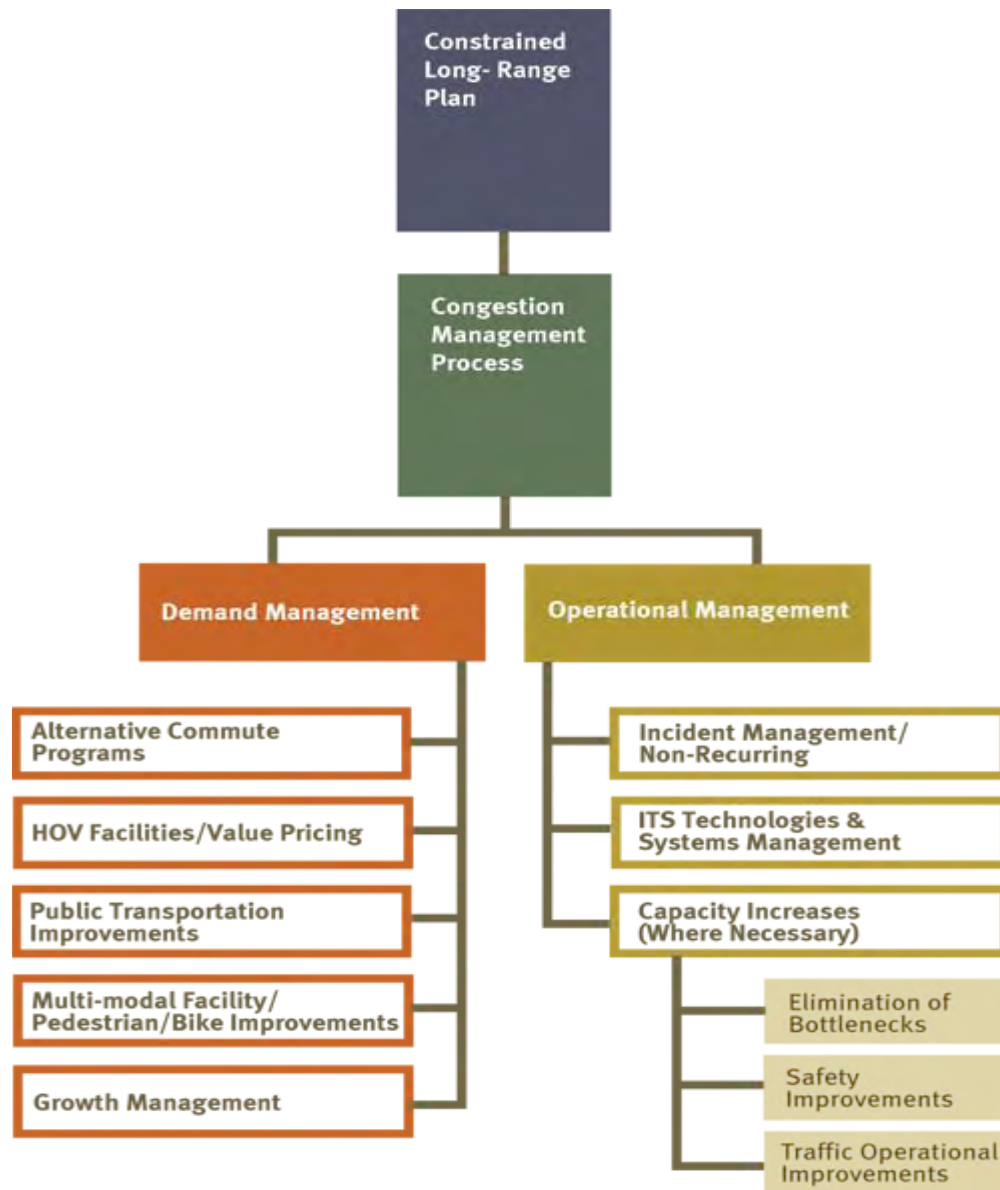 Constrained
Long- Range
Plan
Congestion
Management
Process
Demand Management
Operational Management
Alternative Commute
Programs
HOV Facilities/Value Pricing
Public Transportation
Improvements
Multi-modal Facility/
Pedestrian/Bike Improvements
Growth Management
Incident Management/
Non-Recurring
ITS Technologies &
Systems Management
Capacity Increases
(Where Necessary)
Elimination of
Bottlenecks
Safety
Improvements
Traffic Operational
Improvements